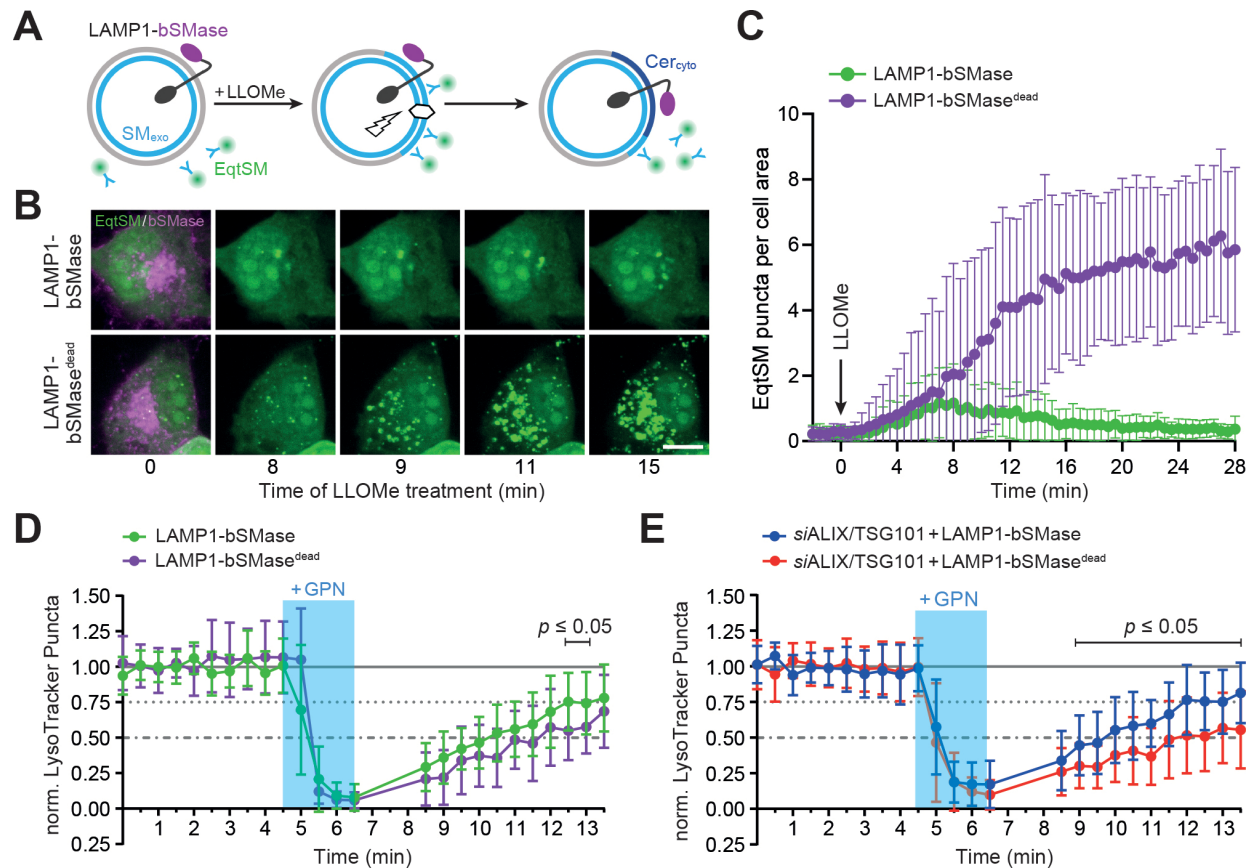 A
LAMP1-bSMase
+LLOMe
SMexo
EqtSM
Cercyto
B
EqtSM/bSMase
LAMP1-
bSMase
LAMP1-
bSMasedead
0 8 9 11 15
Time of LLOMe treatment (min)
C
LAMP1-bSMase
LAMP1-bSMasedead
EqtSM puncta per cell area
10
8
6
4
2
0
LLOMe
0 4 8 12 16 20 24 28
Time (min)
D
LAMP1-bSMase
LAMP1-bSMasedead
+GPN
p ≤ 0.05
norm. LysoTracker Puncta
1.50
1.25
1.00
0.75
0.50
0.25
0.00
0.25
1 2 3 4 5 6 7 8 9 10 11 12 13
Time (min)
E
siALIX/TSG101+LAMP1-bSMase
siALIX/TSG101+LAMP1-bSMasedead
+GPN
p ≤ 0.05
norm. LysoTracker Puncta
1.50
1.25
1.00
0.75
0.50
0.25
0.00
0.25
1 2 3 4 5 6 7 8 9 10 11 12 13
Time (min)